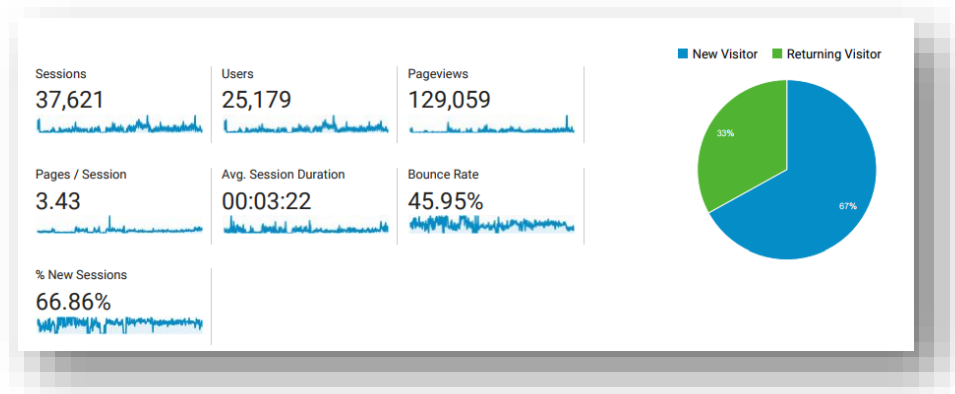 New Visitor Returning Visitor
Sessions Users Pageviews
37,621 25,179 129,059
Pages / Session Avg. Session Duration Bounce Rate
3.43 00:03:22 45.95%
% New Sessions
66.86%
33%
67%